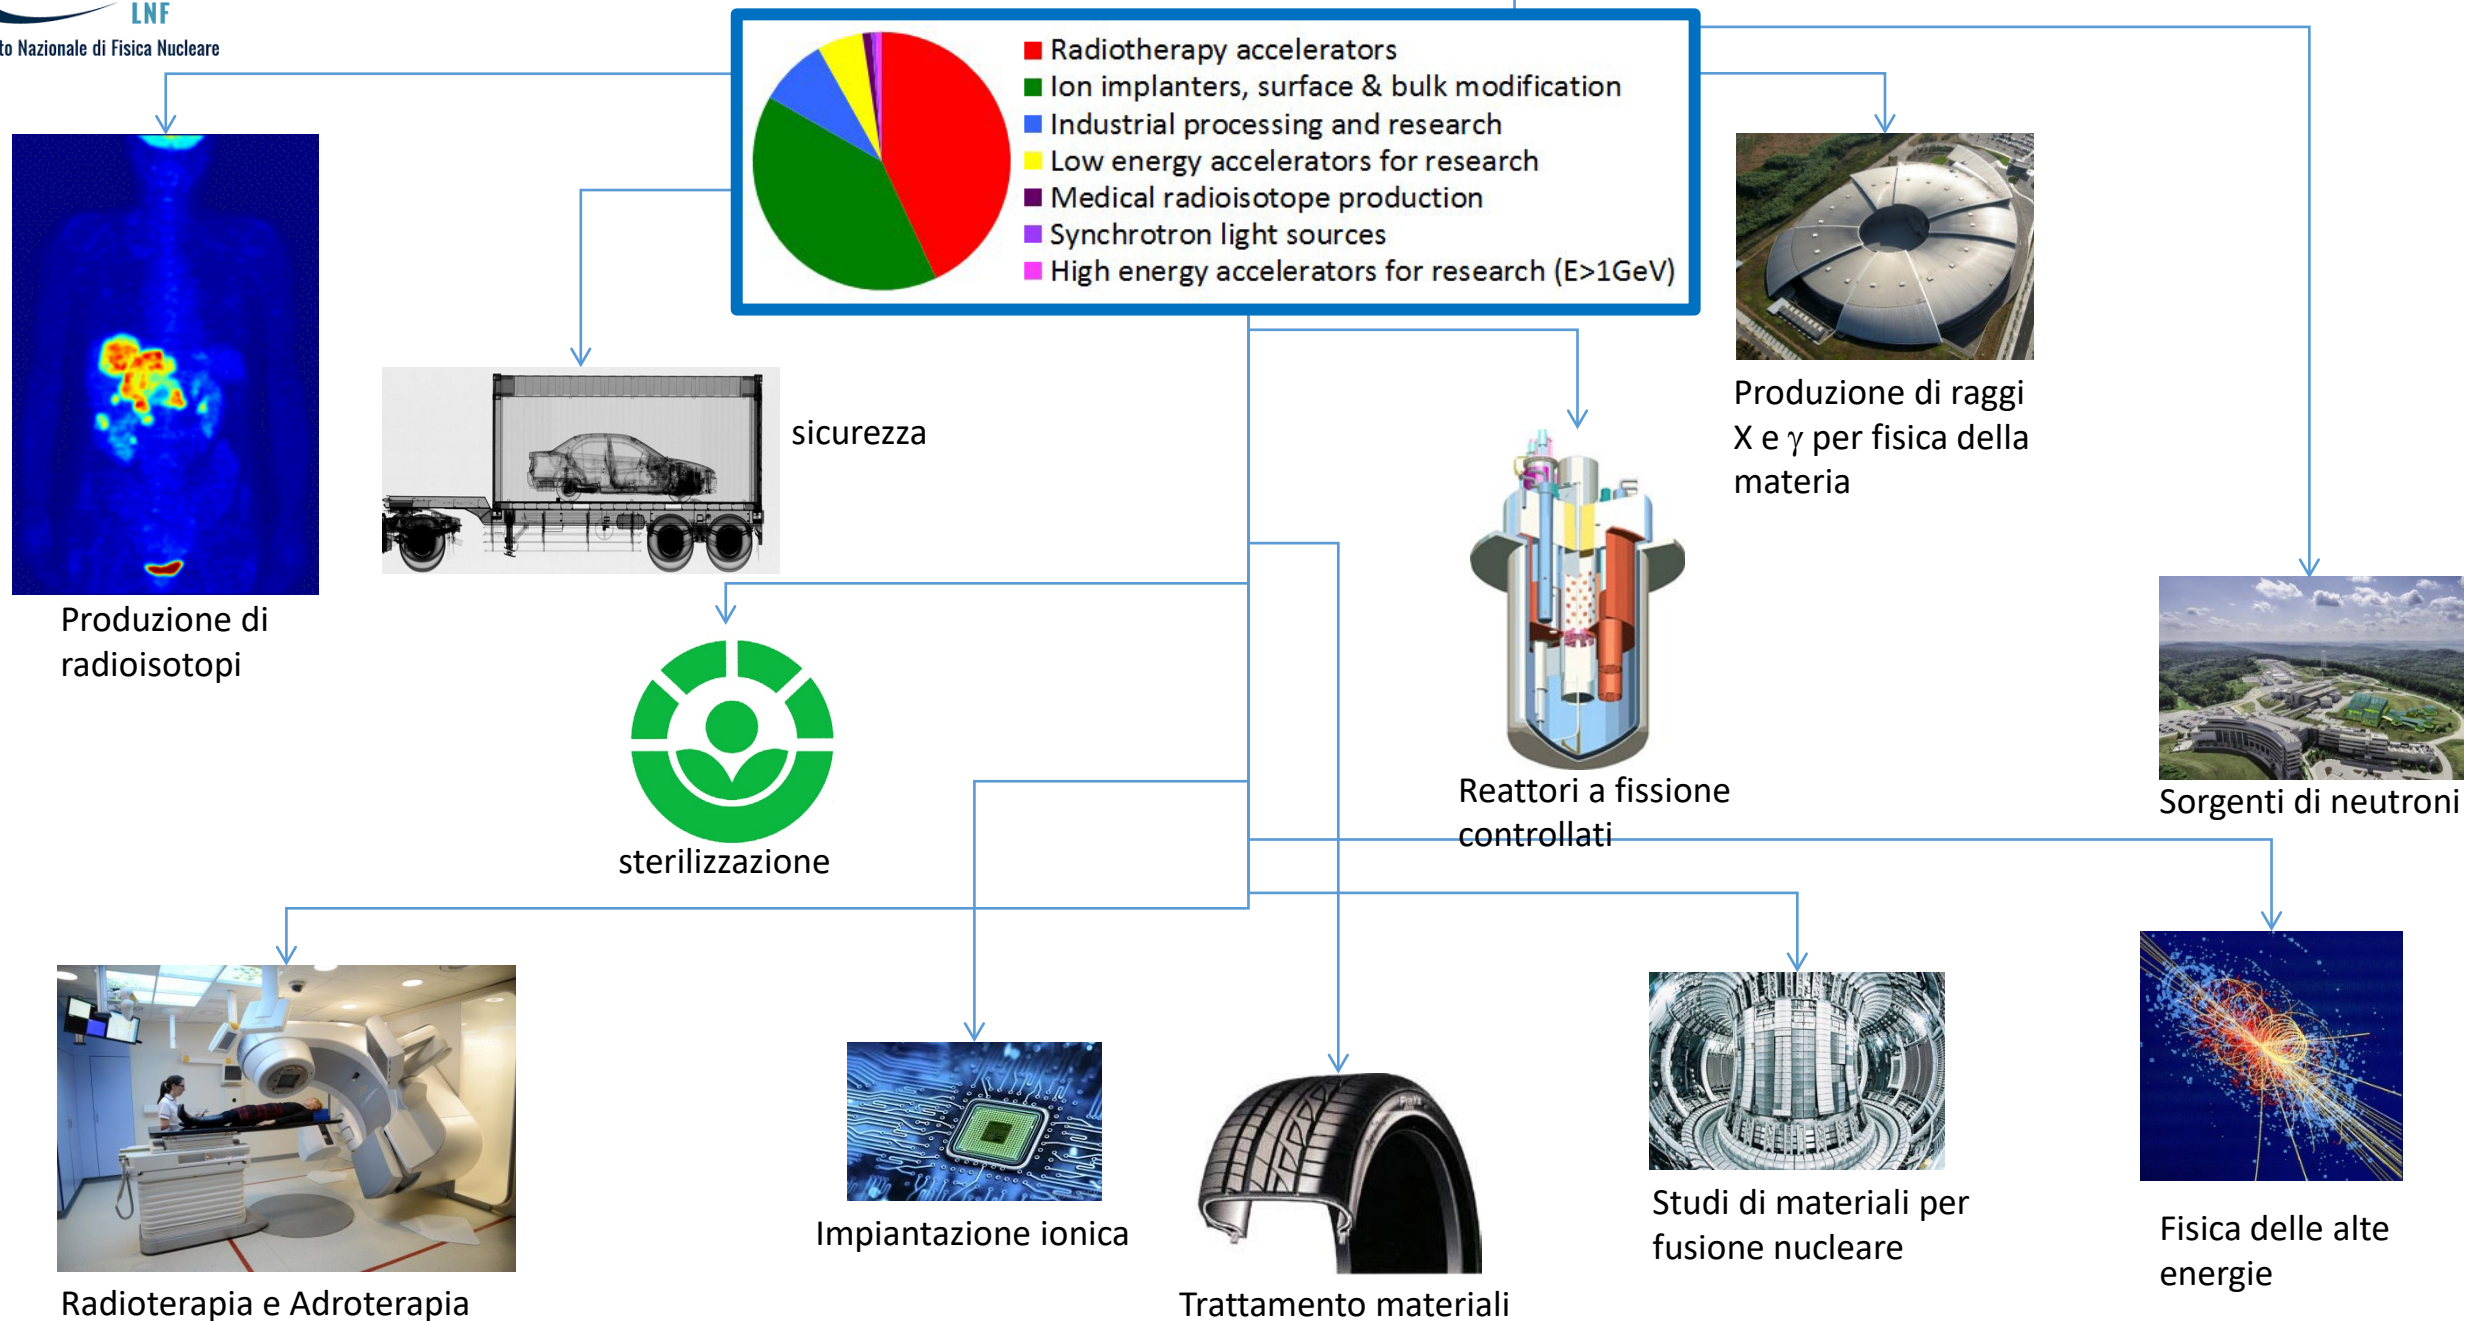 LNF
to Nazionale di Fisica Nucleare
Radiotherapy accelerators
Ion implanters, surface & bulk modification
Industrial processing and research
Low energy accelerators for research
Medical radioisotope production
Synchrotron light sources
High energy accelerators for research (E>1GeV)
Produzione di
radioisotopi
sicurezza
Produzione di raggi
X e γ per fisica della
materia
sterilizzazione
Reattori a fissione
controllati
Sorgenti di neutroni
Radioterapia e Adroterapia
Impiantazione ionica
Trattamento materiali
Studi di materiali per
fusione nucleare
Fisica delle alte
energie